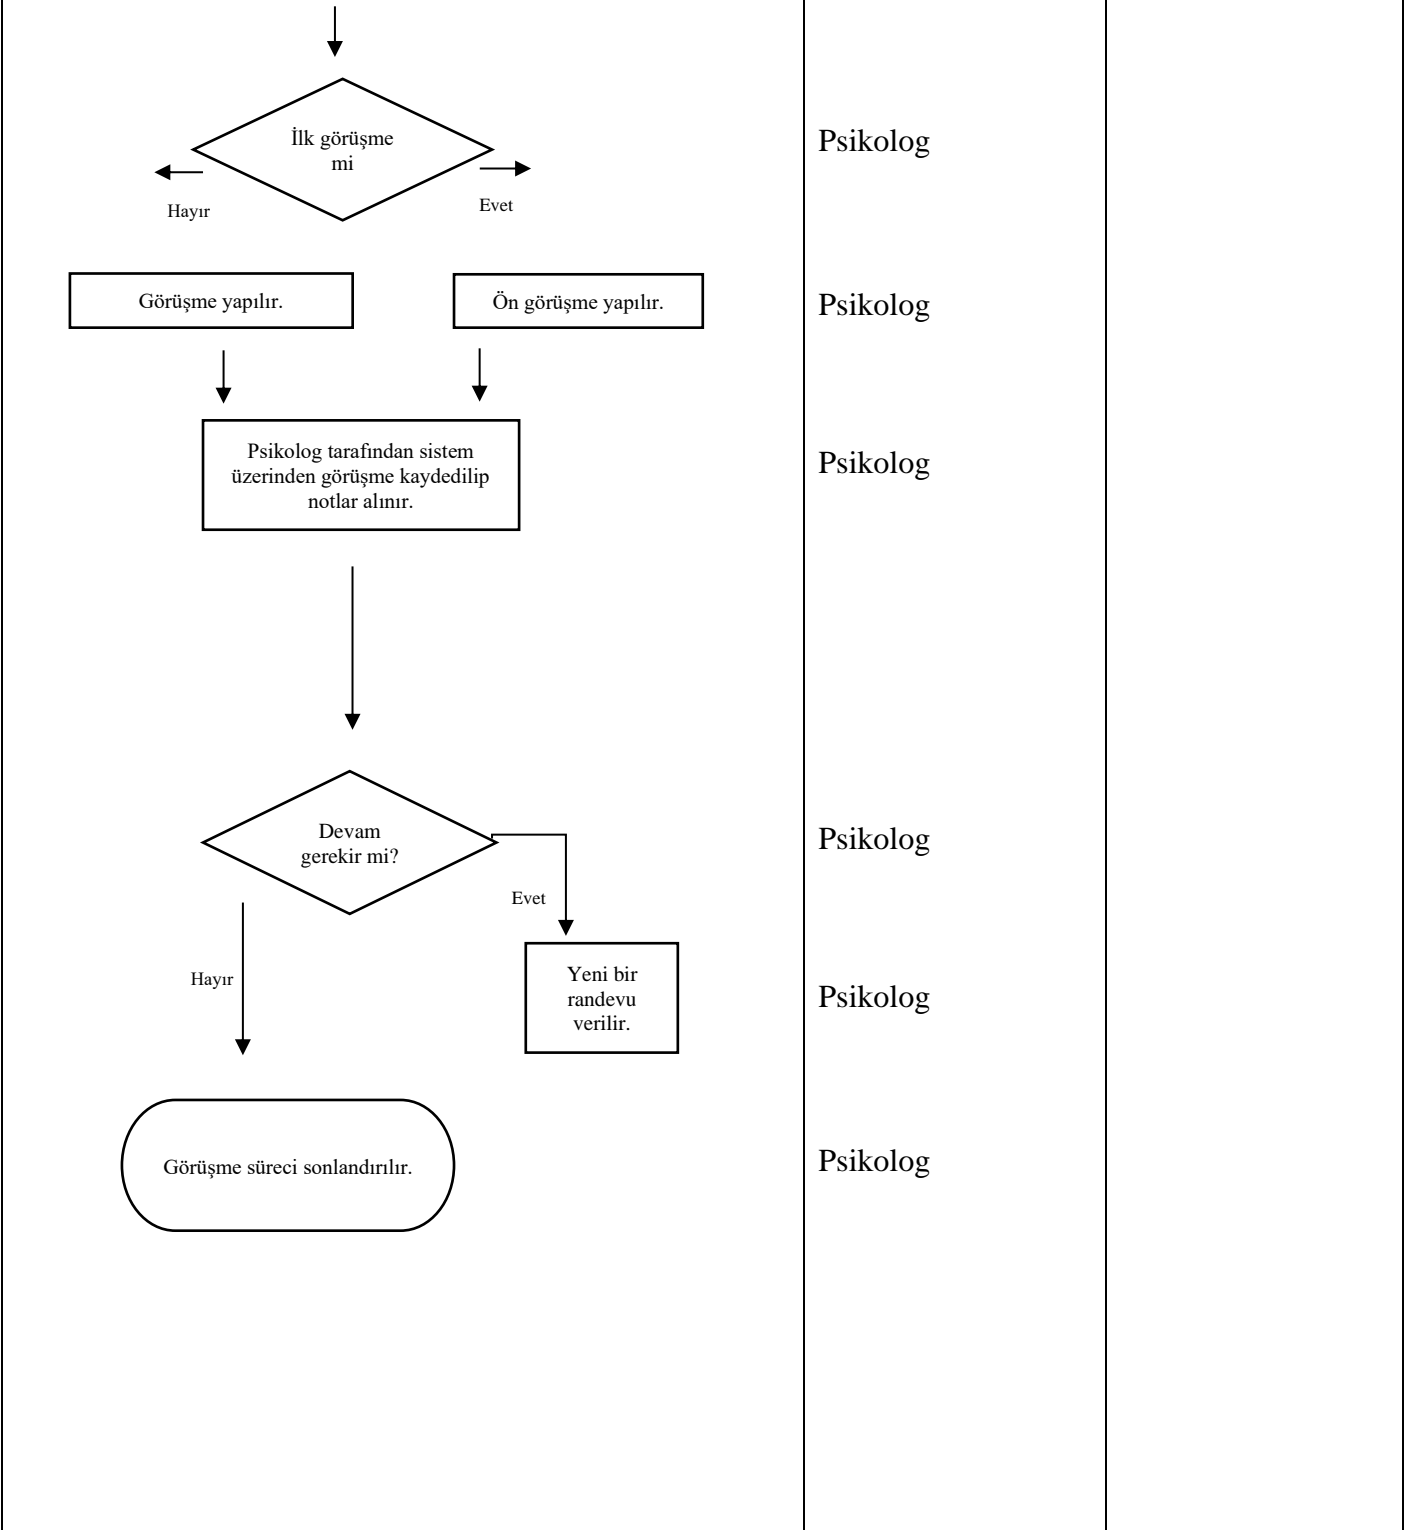 İlk görüşme
mi
Psikolog
Hayır
Evet
Görüşme yapılır.
Ön görüşme yapılır.
Psikolog
Psikolog tarafından sistem
üzerinden görüşme kaydedilip
notlar alınır.
Psikolog
Devam
gerekir mi?
Psikolog
Evet
Hayır
Yeni bir
randevu
verilir.
Psikolog
Görüşme süreci sonlandırılır.
Psikolog